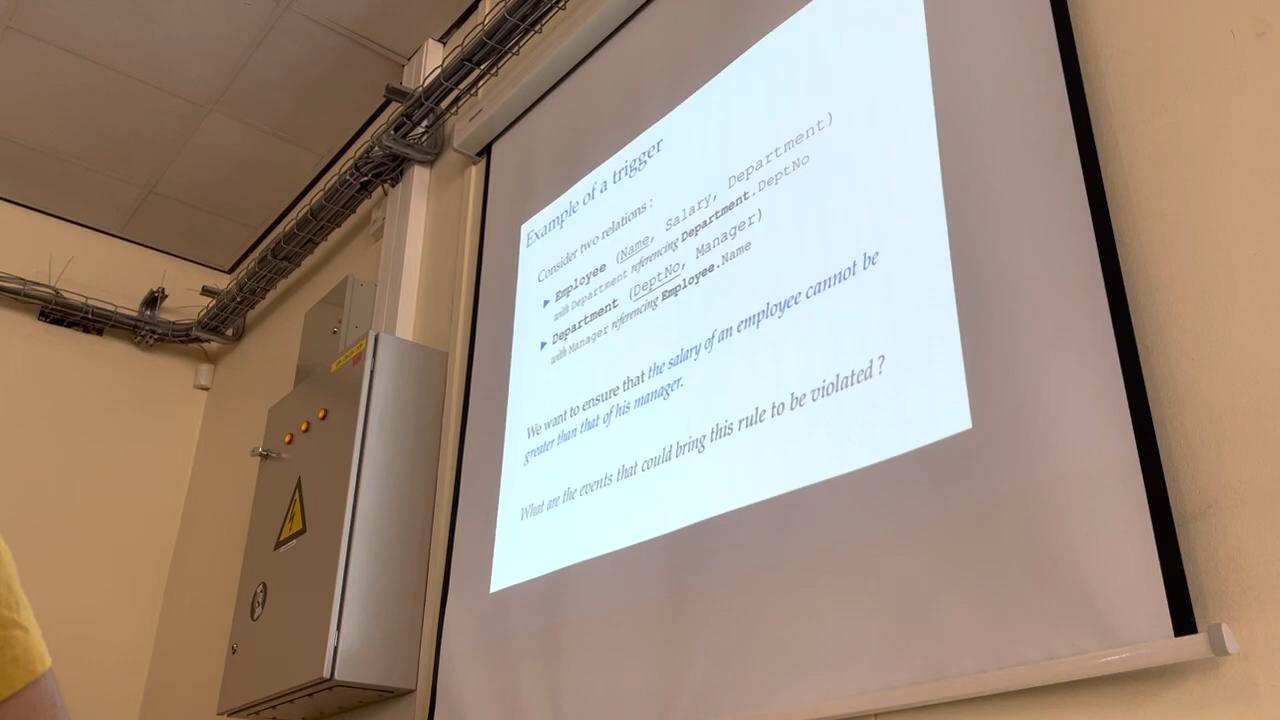 Example of a trigger
Consider two relations :
▶ Employee (Name, Salary, Department)
with Department referencing Department.DeptNo
▶ Department (DeptNo, Manager)
with Manager referencing Employee.Name
We want to ensure that the salary of an employee cannot be
greater than that of his manager.
What are the events that could bring this rule to be violated ?